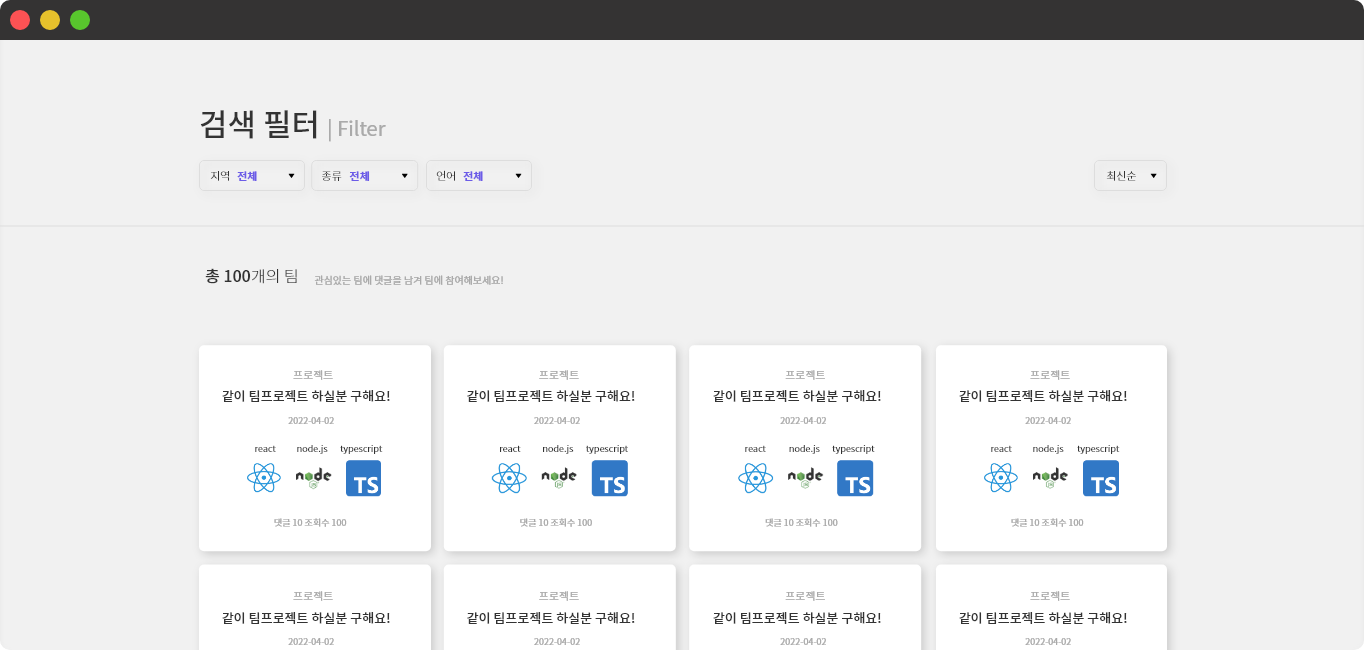 검색 필터 | Filter
지역 전체 종류 전체 언어 전체 최신순
총 100개의 팀 관심있는 팀에 댓글을 남겨 팀에 참여해보세요!
프로젝트 프로젝트 프로젝트 프로젝트
같이 팀프로젝트 하실분 구해요! 같이 팀프로젝트 하실분 구해요! 같이 팀프로젝트 하실분 구해요! 같이 팀프로젝트 하실분 구해요!
2022-04-02 2022-04-02 2022-04-02 2022-04-02
react node.js typescript react node.js typescript react node.js typescript react node.js typescript
node TS node TS node TS node TS
댓글 10 조회수 100 댓글 10 조회수 100 댓글 10 조회수 100 댓글 10 조회수 100
프로젝트 프로젝트 프로젝트 프로젝트
같이 팀프로젝트 하실분 구해요! 같이 팀프로젝트 하실분 구해요! 같이 팀프로젝트 하실분 구해요! 같이 팀프로젝트 하실분 구해요!
2022-04-02 2022-04-02 2022-04-02 2022-04-02